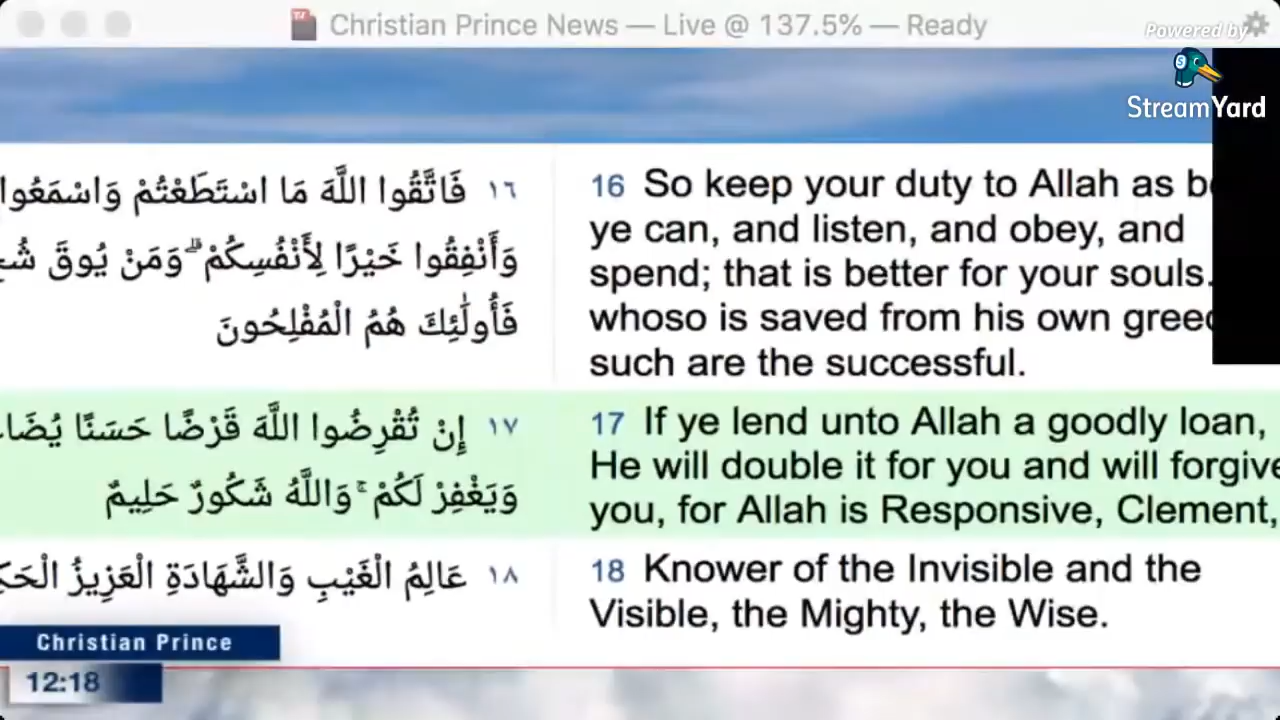 Christian Prince News — Live @ 137.5% — Ready
Powered by
StreamYard
١٦ فَاتَّقُوا اللَّهَ مَا اسْتَطَعْتُمْ وَاسْمَعُوا
وَأَنْفِقُوا خَيْرًا لِأَنْفُسِكُمْ ۗ وَمَنْ يُوقَ
فَأُولَٰئِكَ هُمُ الْمُفْلِحُونَ
16 So keep your duty to Allah as
ye can, and listen, and obey, and
spend; that is better for your souls.
whoso is saved from his own
such are the successful.
١٧ إِنْ تُقْرِضُوا اللَّهَ قَرْضًا حَسَنًا
وَيَغْفِرْ لَكُمْ ۚ وَاللَّهُ شَكُورٌ حَلِيمٌ
17 If ye lend unto Allah a goodly loan,
He will double it for you and will forgive
you, for Allah is Responsive, Clement,
١٨ عَالِمُ الْغَيْبِ وَالشَّهَادَةِ الْعَزِيزُ
18 Knower of the Invisible and the
Visible, the Mighty, the Wise.
Christian Prince
12:18